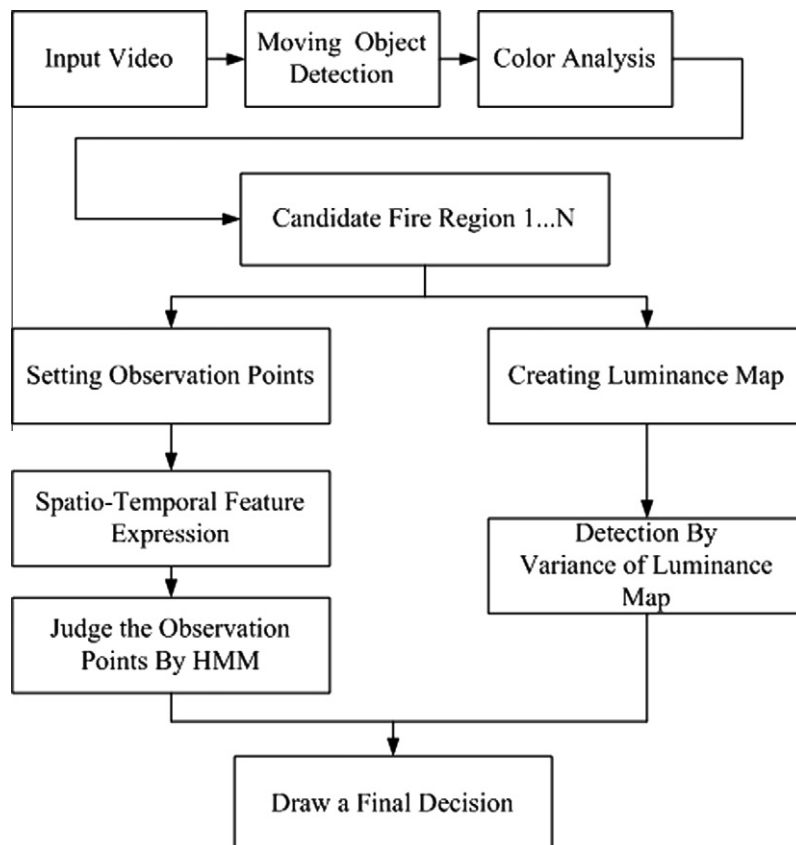 Input Video
Moving Object
Detection
Color Analysis
Candidate Fire Region 1...N
Setting Observation Points
Creating Luminance Map
Spatio-Temporal Feature
Expression
Detection By
Variance of Luminance
Map
Judge the Observation
Points By HMM
Draw a Final Decision